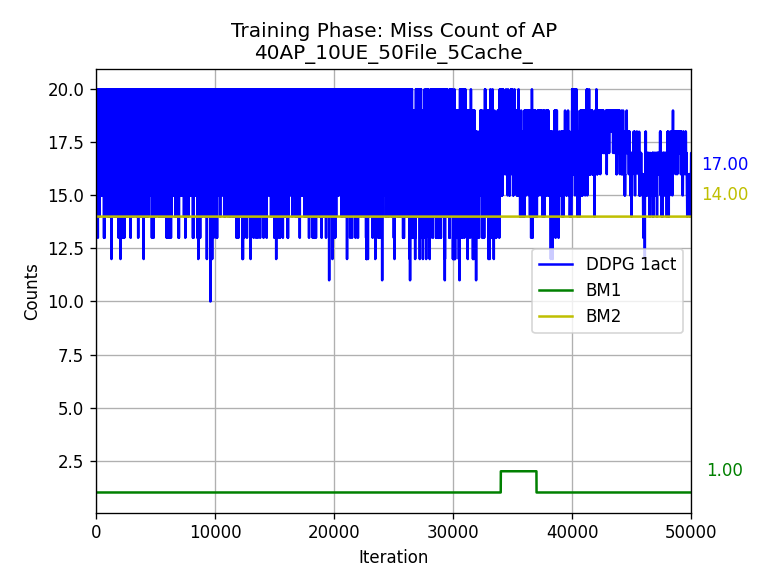 Training Phase: Miss Count of AP
40AP_10UE_50File_5Cache_
20.0
17.5
15.0
12.5
10.0
7.5
5.0
2.5
Counts
17.00
14.00
1.00
DDPG 1act
BM1
BM2
0
10000
20000
30000
40000
50000
Iteration